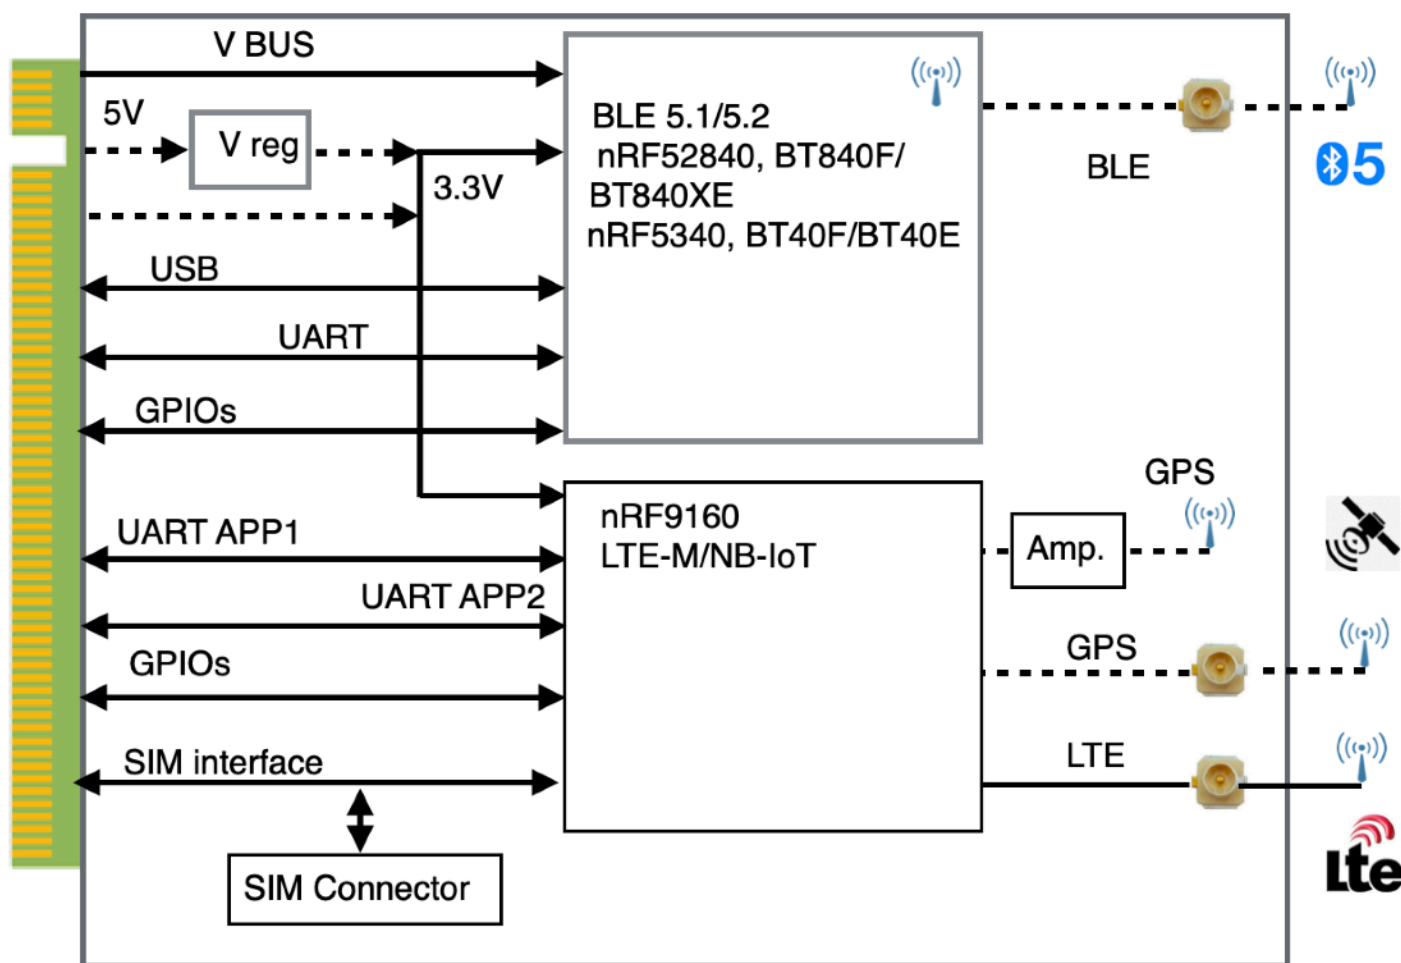 V BUS
5V
V reg
3.3V
USB
UART
GPIOs
UART APP1
UART APP2
GPIOs
SIM interface
SIM Connector
BLE 5.1/5.2
nRF52840, BT840F/
BT840XE
nRF5340, BT40F/BT40E
nRF9160
LTE-M/NB-IoT
BLE
5
GPS
Amp.
GPS
LTE
Lte